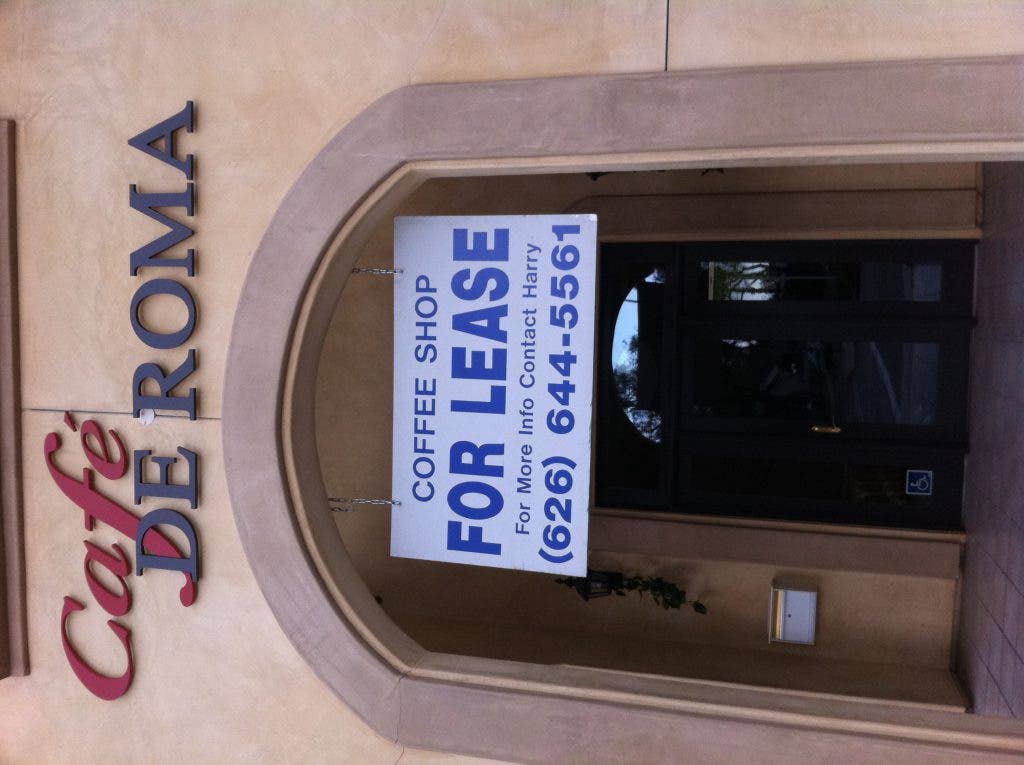 Café
DE ROMA
COFFEE SHOP
FOR LEASE
For More Info Contact Harry
(626) 644-5561